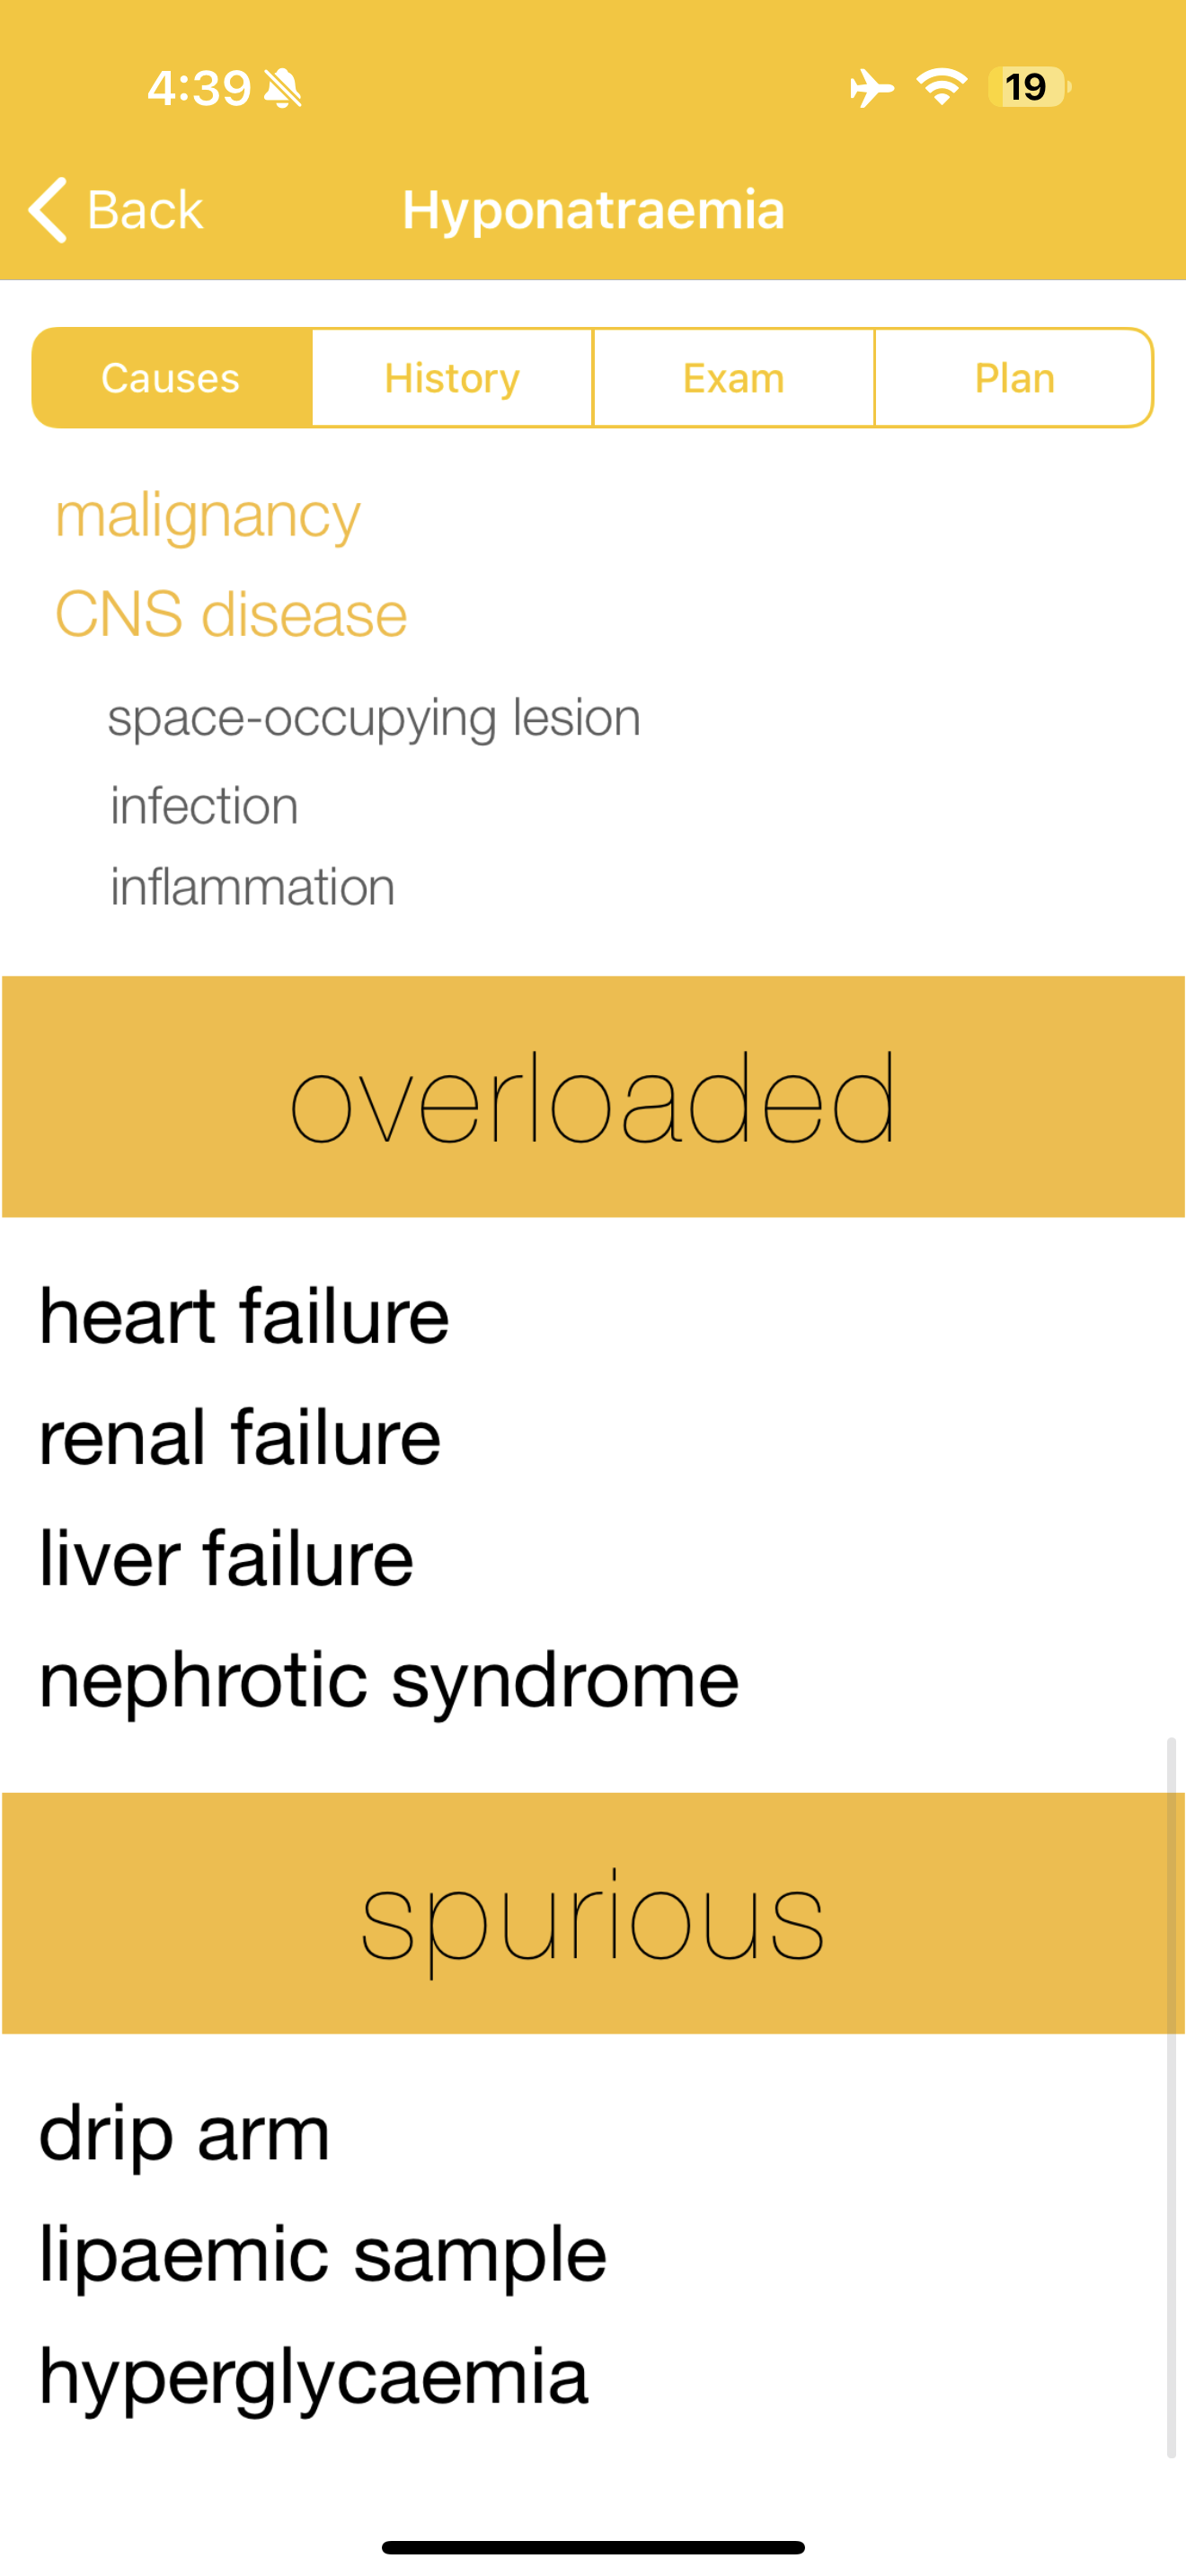 4:39
19
Back
Hyponatraemia
Causes
History
Exam
Plan
malignancy
CNS disease
space-occupying lesion
infection
inflammation
overloaded
heart failure
renal failure
liver failure
nephrotic syndrome
spurious
drip arm
lipaemic sample
hyperglycaemia